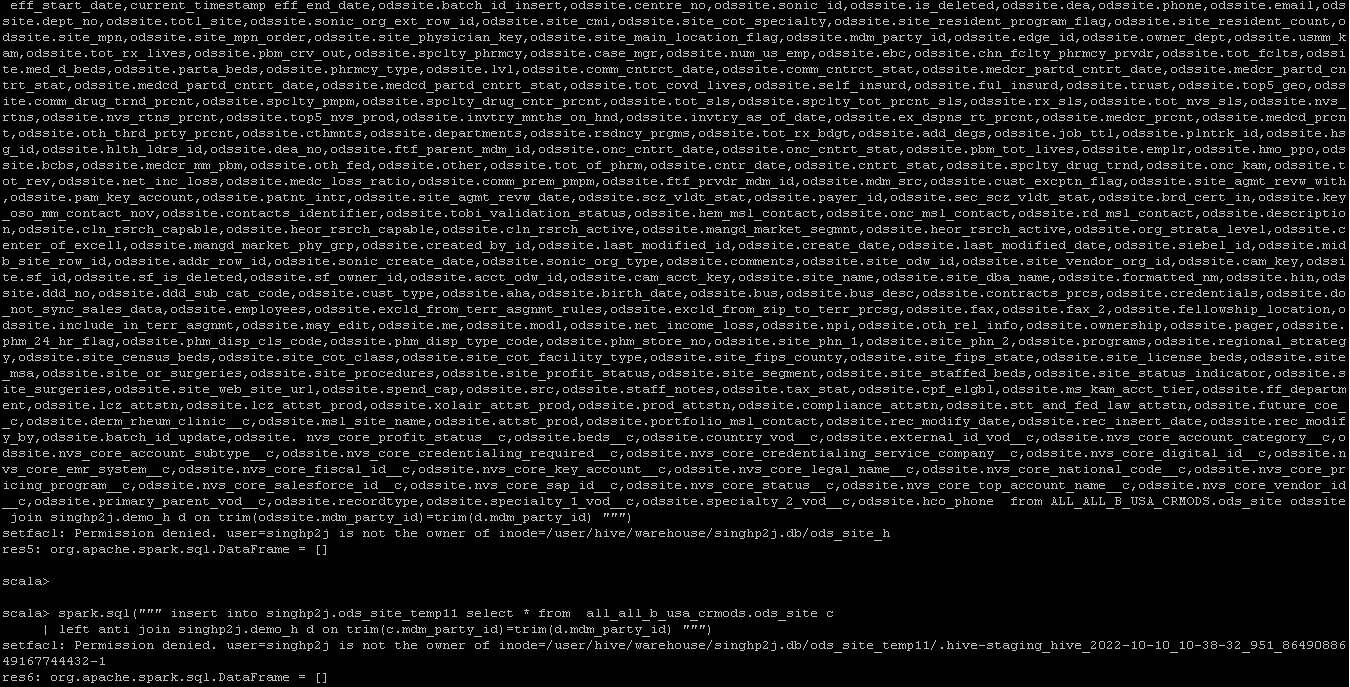 eff_start_date,current_timestamp eff_end_date,odssite.batch_id_insert,odssite.centre_no,odssite.sonic_id,odssite.is_deleted,odssite.dea,odssite.phone,odssite.email,ods
site.dep_no,odssite.totl_site,odssite.sonic_org_ext_row_id,odssite.site_cmi,odssite.site_cot_specialty,odssite.site_resident_program_flag,odssite.site_resident_count,o
dssite.site_mpn,odssite.site_mpn_order,odssite.site_physician_key,odssite.site_main_location_flag,odssite.mdm_party_id,odssite.edge_id,odssite.owner_dept,odssite.usmm_k
am,odssite.tot_rx_lives,odssite.pbm_crv_out,odssite.spclty_phrmcy,odssite.case_mgr,odssite.num_us_emp,odssite.ebc,odssite.chn_fclty_phrmcy_prvdr,odssite.tot_fclts,odssi
te.med_d_beds,odssite.parta_beds,odssite.phrmcy_type,odssite.lvl,odssite.comm_cntrct_date,odssite.comm_cntrct_stat,odssite.medcr_partd_cntrt_date,odssite.medcr_partd_cn
trt_stat,odssite.medcd_partd_cntrt_date,odssite.medcd_partd_cntrt_stat,odssite.tot_covd_lives,odssite.self_insurd,odssite.ful_insurd,odssite.trust,odssite.top5_geo,odss
ite.comm_drug_trnd_prcnt,odssite.spclty_pmpm,odssite.spclty_drug_cntr_prcnt,odssite.tot_sls,odssite.spclty_tot_prcnt_sls,odssite.rx_sls,odssite.tot_nvs_sls,odssite.nvs_
rtns,odssite.nvs_rtns_prcnt,odssite.top5_nvs_prod,odssite.invtry_mnths_on_hnd,odssite.invtry_as_of_date,odssite.ex_dspns_rt_prcnt,odssite.medcr_prcnt,odssite.medcd_prcn
t,odssite.oth_thrd_prty_prcnt,odssite.cthmnts,odssite.departments,odssite.rsdncy_prgms,odssite.tot_rx_bdgt,odssite.add_degs,odssite.job_ttl,odssite.plntrk_id,odssite.hs
g_id,odssite.hlth_ldrs_id,odssite.dea_no,odssite.ftf_parent_mdm_id,odssite.onc_cntrt_date,odssite.onc_cntrt_stat,odssite.pbm_tot_lives,odssite.emplr,odssite.hmo_ppo,ods
site.bcbs,odssite.medcr_mm_pbm,odssite.oth_fed,odssite.other,odssite.tot_of_phrm,odssite.cntr_date,odssite.cntrt_stat,odssite.spclty_drug_trnd,odssite.onc_kam,odssite.t
ot_rev,odssite.net_inc_loss,odssite.medc_loss_ratio,odssite.comm_prem_pmpm,odssite.ftf_prvdr_mdm_id,odssite.mdm_src,odssite.cust_excptn_flag,odssite.site_agmt_revw_with
,odssite.pam_key_account,odssite.patnt_intr,odssite.site_agmt_revw_date,odssite.scz_vldt_stat,odssite.payer_id,odssite.sec_scz_vldt_stat,odssite.brd_cert_in,odssite.key
_oso_mm_contact_nov,odssite.contacts_identifier,odssite.tobi_validation_status,odssite.hem_msl_contact,odssite.onc_msl_contact,odssite.rd_msl_contact,odssite.descriptio
n,odssite.cln_rsrch_capable,odssite.heor_rsrch_capable,odssite.cln_rsrch_active,odssite.mangd_market_segmnt,odssite.heor_rsrch_active,odssite.org_strata_level,odssite.c
enter_of_excell,odssite.mangd_market_phy_grp,odssite.created_by_id,odssite.last_modified_id,odssite.create_date,odssite.last_modified_date,odssite.siebel_id,odssite.mid
b_site_row_id,odssite.addr_row_id,odssite.sonic_create_date,odssite.sonic_org_type,odssite.comments,odssite.site_odw_id,odssite.site_vendor_org_id,odssite.cam_key,odssi
te.sf_id,odssite.sf_is_deleted,odssite.sf_owner_id,odssite.acct_odw_id,odssite.cam_acct_key,odssite.site_name,odssite.site_dba_name,odssite.formatted_nm,odssite.hin,ods
site.ddd_no,odssite.ddd_sub_cat_code,odssite.cust_type,odssite.aha,odssite.birth_date,odssite.bus,odssite.bus_desc,odssite.contracts_prcs,odssite.credentials,odssite.do
_not_sync_sales_data,odssite.employees,odssite.excld_from_terr_asgnmt_rules,odssite.excld_from_zip_to_terr_prcsg,odssite.fax,odssite.fax_2,odssite.fellowship_location,o
dssite.include_in_terr_asgnmt,odssite.may_edit,odssite.me,odssite.modl,odssite.net_income_loss,odssite.npi,odssite.oth_rel_info,odssite.ownership,odssite.pager,odssite.
phm_24_hr_flag,odssite.phm_disp_cls_code,odssite.phm_disp_type_code,odssite.phm_store_no,odssite.site_phn_1,odssite.site_phn_2,odssite.programs,odssite.regional_strateg
y,odssite.site_census_beds,odssite.site_cot_class,odssite.site_cot_facility_type,odssite.site_fips_county,odssite.site_fips_state,odssite.site_license_beds,odssite.site
_msa,odssite.site_or_surgeries,odssite.site_procedures,odssite.site_profit_status,odssite.site_segment,odssite.site_staffed_beds,odssite.site_status_indicator,odssite.s
ite_surgeries,odssite.site_web_site_url,odssite.spend_cap,odssite.src,odssite.staff_notes,odssite.tax_stat,odssite.cpf_elgbl,odssite.ms_kam_acct_tier,odssite.ff_departm
ent,odssite.lcz_attstn,odssite.lcz_attst_prod,odssite.xolair_attst_prod,odssite.prod_attstn,odssite.compliance_attstn,odssite.stt_and_fed_law_attstn,odssite.future_coe_
_c,odssite.derm_rheum_clinic__c,odssite.msl_site_name,odssite.attst_prod,odssite.portfolio_msl_contact,odssite.rec_modify_date,odssite.rec_insert_date,odssite.rec_modif
y_by,odssite.batch_id_update,odssite. nvs_core_profit_status__c,odssite.beds__c,odssite.country_vod__c,odssite.external_id_vod__c,odssite.nvs_core_account_category__c,o
dssite.nvs_core_account_subtype__c,odssite.nvs_core_credentialing_required__c,odssite.nvs_core_credentialing_service_company__c,odssite.nvs_core_digital_id__c,odssite.n
vs_core_emr_system__c,odssite.nvs_core_fiscal_id__c,odssite.nvs_core_key_account__c,odssite.nvs_core_legal_name__c,odssite.nvs_core_national_code__c,odssite.nvs_core_pr
icing_program__c,odssite.nvs_core_salesforce_id__c,odssite.nvs_core_sap_id__c,odssite.nvs_core_status__c,odssite.nvs_core_top_account_name__c,odssite.nvs_core_vendor_id
__c,odssite.primary_parent_vod__c,odssite.recordtype,odssite.specialty_1_vod__c,odssite.specialty_2_vod__c,odssite.hco_phone  from ALL_ALL_B_USA_CRMODS.ods_site odssite
 join singhp2j.demo_h d on trim(odssite.mdm_party_id)=trim(d.mdm_party_id) """)
setfacl: Permission denied. user=singhp2j is not the owner of inode=/user/hive/warehouse/singhp2j.db/ods_site_h
res5: org.apache.spark.sql.DataFrame = []
scala>
scala> spark.sql(""" insert into singhp2j.ods_site_temp11 select * from  all_all_b_usa_crmods.ods_site c
     | left anti join singhp2j.demo_h d on trim(c.mdm_party_id)=trim(d.mdm_party_id) """)
setfacl: Permission denied. user=singhp2j is not the owner of inode=/user/hive/warehouse/singhp2j.db/ods_site_temp11/.hive-staging_hive_2022-10-10_10-38-32_951_86490886
49167744432-1
res6: org.apache.spark.sql.DataFrame = []